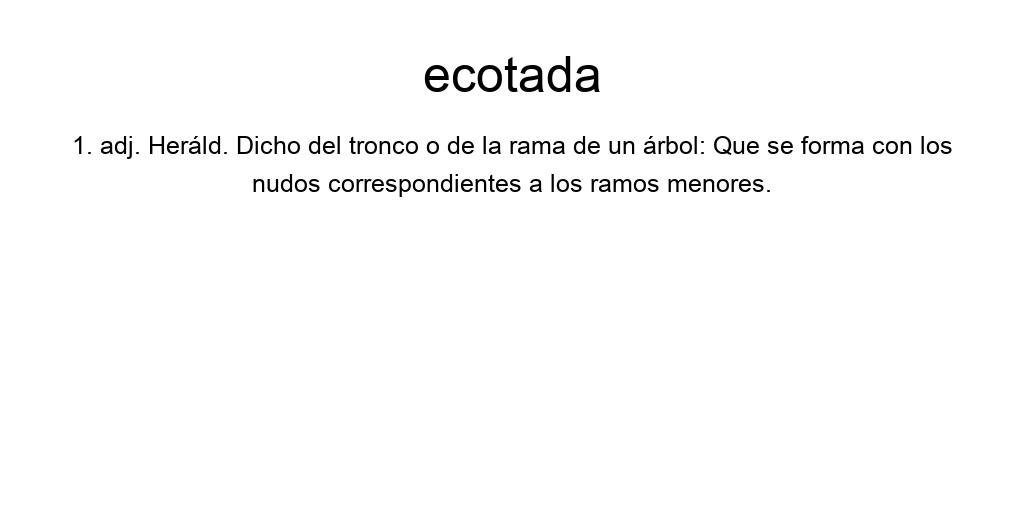 ecotada
1. adj. Heráld. Dicho del tronco o de la rama de un árbol: Que se forma con los
nudos correspondientes a los ramos menores.